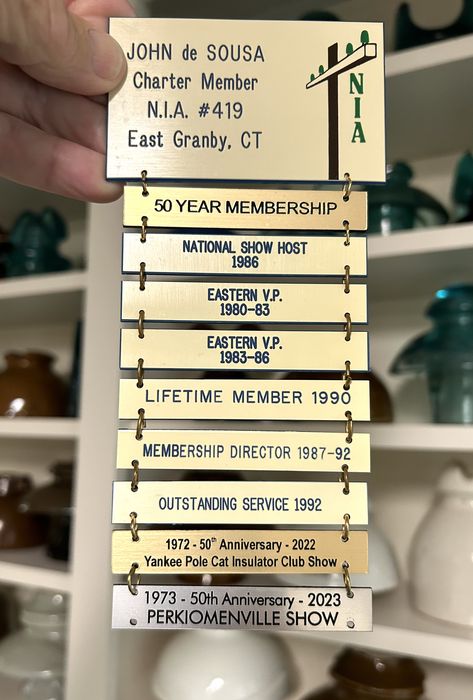 JOHN de SOUSA
Charter Member
N.I.A. #419
East Granby, CT
NIA
50 YEAR MEMBERSHIP
NATIONAL SHOW HOST
1986
EASTERN V.P.
1980-83
EASTERN V.P.
1983-86
LIFETIME MEMBER 1990
MEMBERSHIP DIRECTOR 1987-92
OUTSTANDING SERVICE 1992
1972 - 50th Anniversary - 2022
Yankee Pole Cat Insulator Club Show
1973 - 50th Anniversary - 2023
PERKIOMENVILLE SHOW